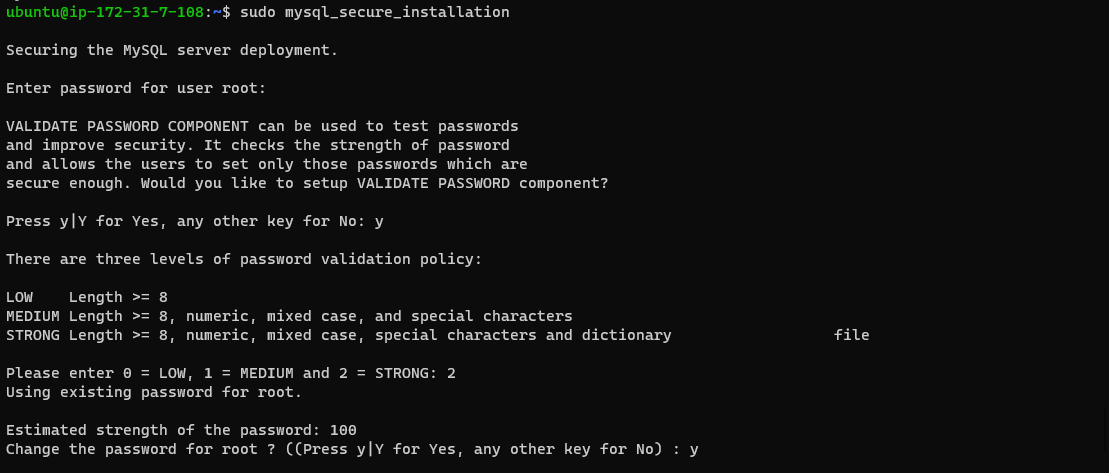 ubuntu@ip-172-31-7-108:~$ sudo mysql_secure_installation
Securing the MySQL server deployment.
Enter password for user root:
VALIDATE PASSWORD COMPONENT can be used to test passwords
and improve security. It checks the strength of password
and allows the users to set only those passwords which are
secure enough. Would you like to setup VALIDATE PASSWORD component?
Press y|Y for Yes, any other key for No: y
There are three levels of password validation policy:
LOW    Length >= 8
MEDIUM Length >= 8, numeric, mixed case, and special characters
STRONG Length >= 8, numeric, mixed case, special characters and dictionary                  file
Please enter 0 = LOW, 1 = MEDIUM and 2 = STRONG: 2
Using existing password for root.
Estimated strength of the password: 100
Change the password for root ? ((Press y|Y for Yes, any other key for No) : y